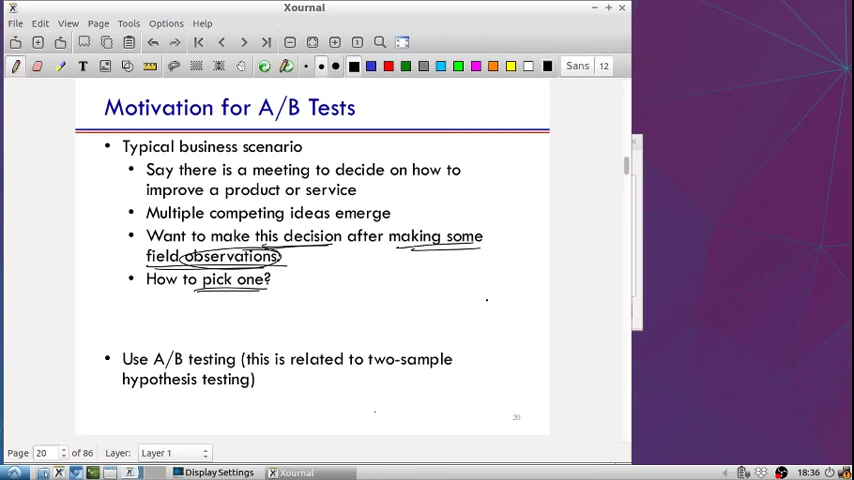 Xournal
File Edit View Page Tools Options Help
Sans 12
Motivation for A/B Tests
• Typical business scenario
• Say there is a meeting to decide on how to
improve a product or service
• Multiple competing ideas emerge
• Want to make this decision after making some
field observations
• How to pick one?
• Use A/B testing (this is related to two-sample
hypothesis testing)
20
Page 20 of 86 Layer: Layer 1
Display Settings Xournal 18:36